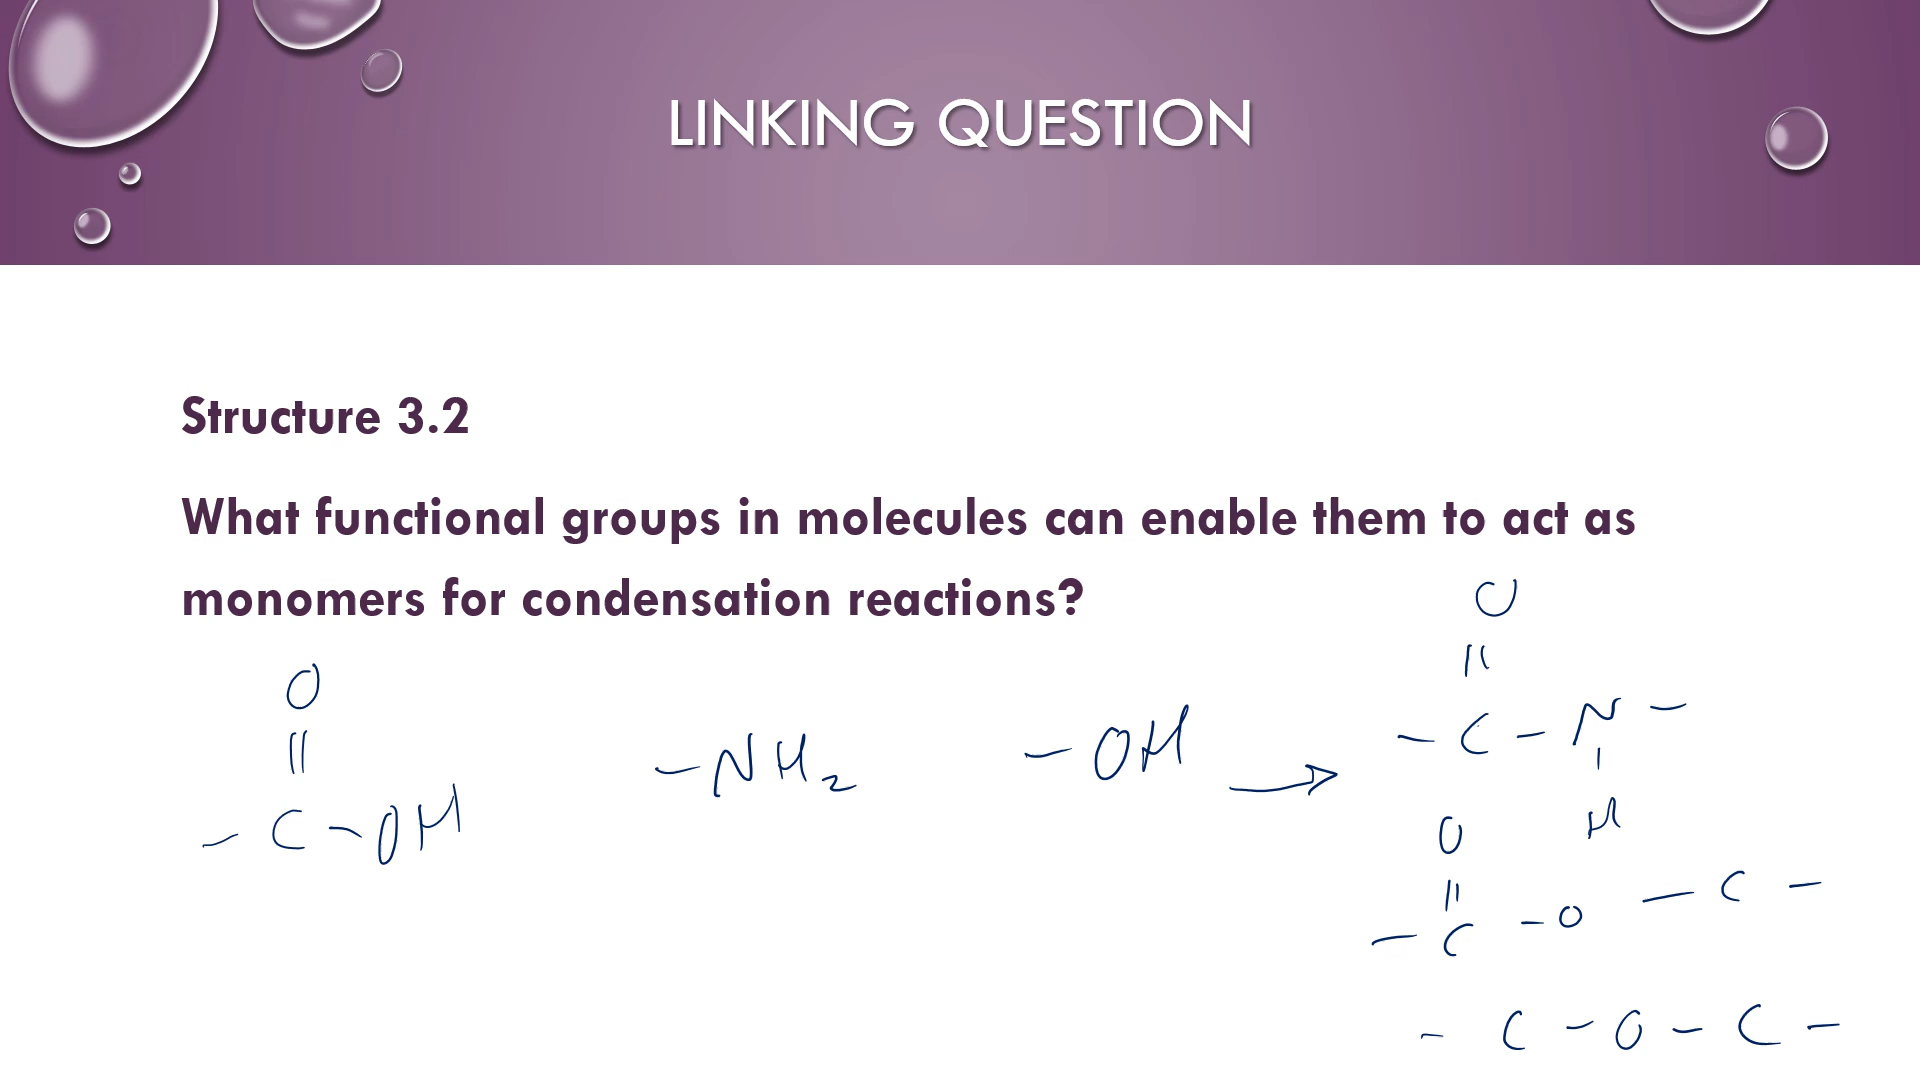 LINKING QUESTION
Structure 3.2
What functional groups in molecules can enable them to act as
monomers for condensation reactions?
O
||
- C - OH
- NH₂
- OH →
O
||
- C - N -
|
H
O
||
- C - O - C -
- C - O - C -